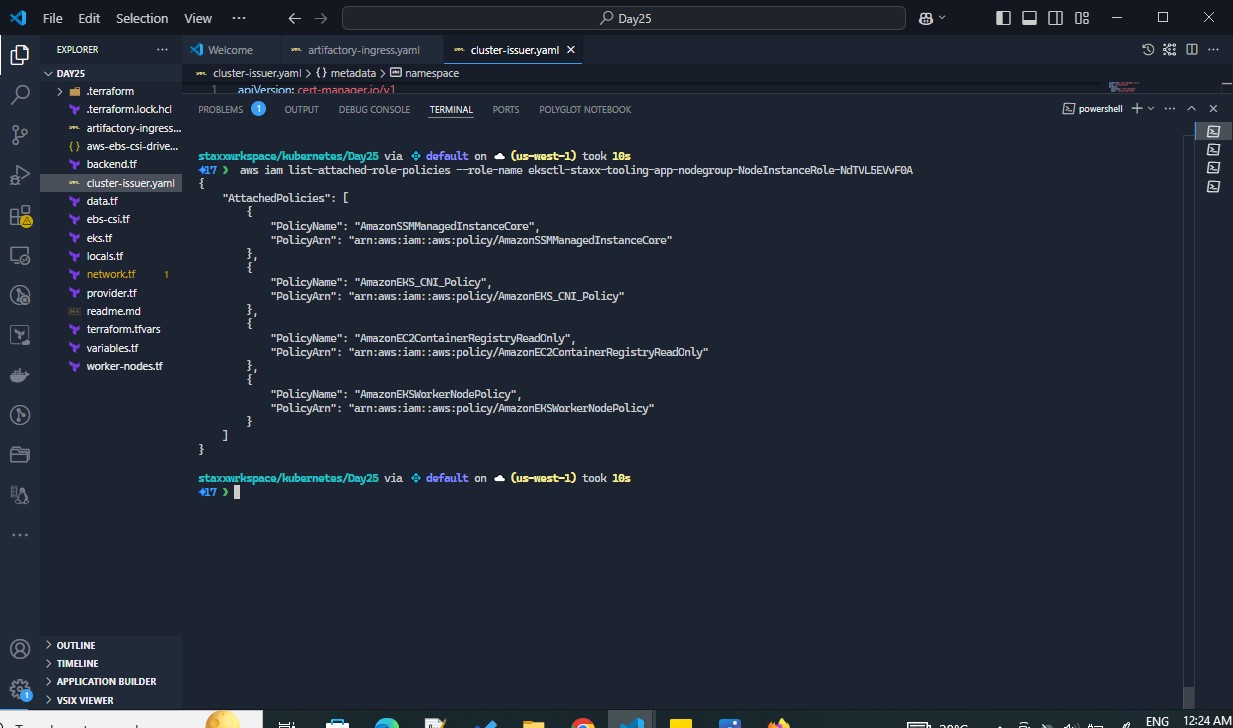 File Edit Selection View ··· Day25
EXPLORER ···
Welcome
artifactory-ingress.yaml
cluster-issuer.yaml
DAY25
.terraform
.terraform.lock.hcl
artifactory-ingress...
aws-ebs-csi-drive...
backend.tf
cluster-issuer.yaml
data.tf
ebs-csi.tf
eks.tf
locals.tf
network.tf 1
provider.tf
readme.md
terraform.tfvars
variables.tf
worker-nodes.tf
OUTLINE
TIMELINE
APPLICATION BUILDER
VSIX VIEWER
cluster-issuer.yaml > {} metadata > namespace
1 apiVersion: cert-manager.io/v1
PROBLEMS 1 OUTPUT DEBUG CONSOLE TERMINAL PORTS POLYGLOT NOTEBOOK powershell
staxxwrkspace/kubernetes/Day25 via default on (us-west-1) took 10s
17 ❯ aws iam list-attached-role-policies --role-name eksctl-staxx-tooling-app-nodegroup-NodeInstanceRole-NdTVL5EVvF0A
{
"AttachedPolicies": [
{
"PolicyName": "AmazonSSMManagedInstanceCore",
"PolicyArn": "arn:aws:iam::aws:policy/AmazonSSMManagedInstanceCore"
},
{
"PolicyName": "AmazonEKS_CNI_Policy",
"PolicyArn": "arn:aws:iam::aws:policy/AmazonEKS_CNI_Policy"
},
{
"PolicyName": "AmazonEC2ContainerRegistryReadOnly",
"PolicyArn": "arn:aws:iam::aws:policy/AmazonEC2ContainerRegistryReadOnly"
},
{
"PolicyName": "AmazonEKSWorkerNodePolicy",
"PolicyArn": "arn:aws:iam::aws:policy/AmazonEKSWorkerNodePolicy"
}
]
}
staxxwrkspace/kubernetes/Day25 via default on (us-west-1) took 10s
17 ❯
1
ENG 12:24 AM